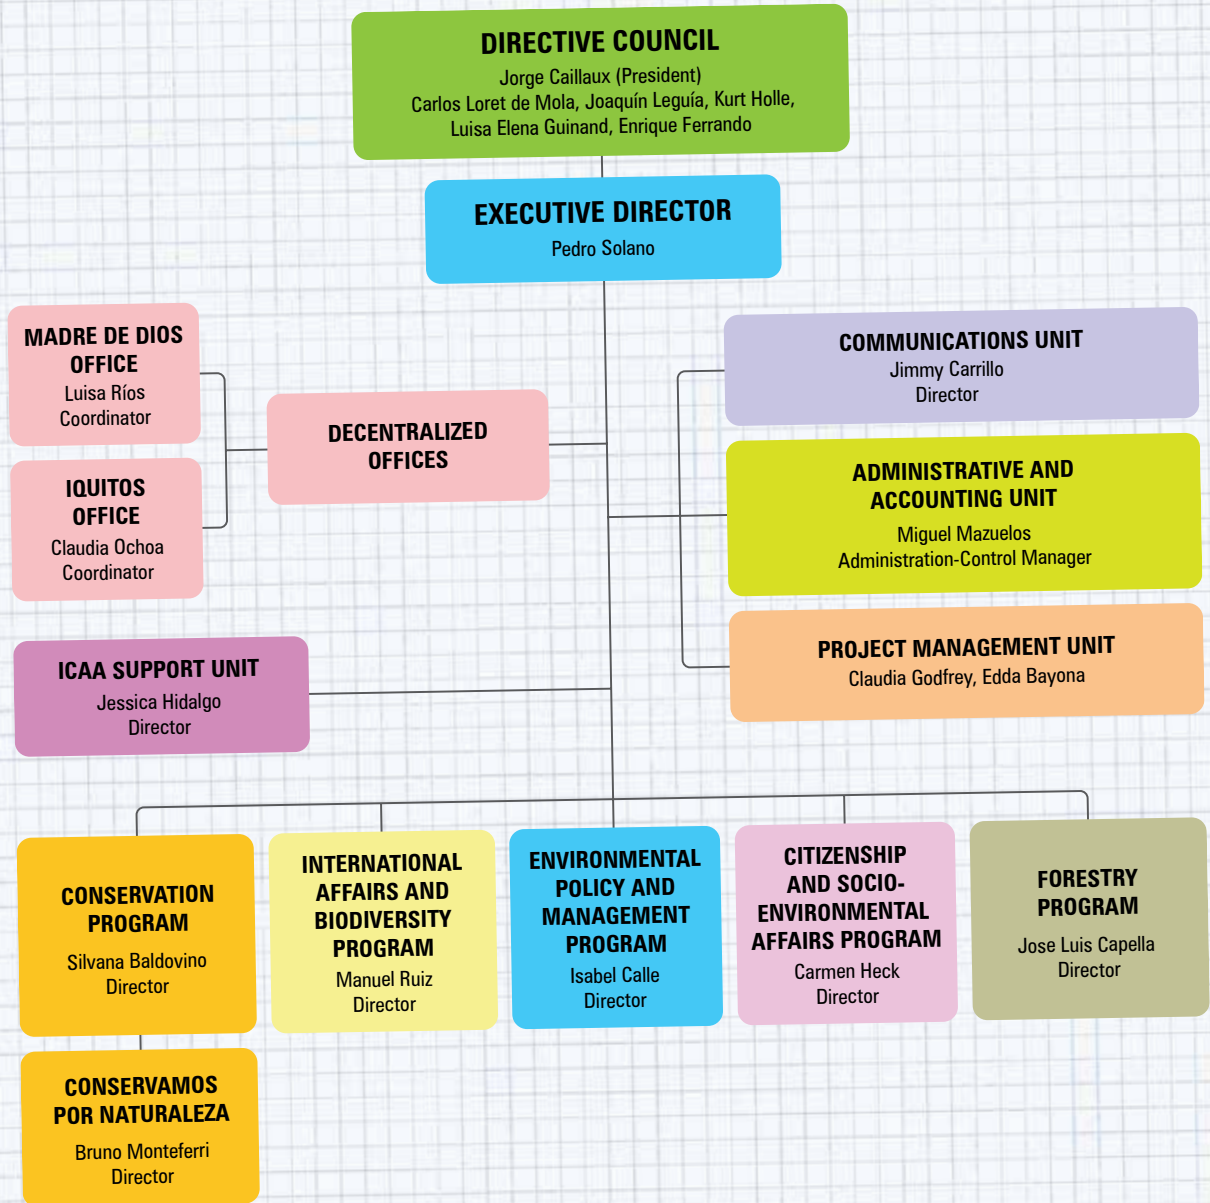 DIRECTIVE COUNCIL
Jorge Caillaux (President)
Carlos Loret de Mola, Joaquín Leguía, Kurt Holle,
Luisa Elena Guinand, Enrique Ferrando
EXECUTIVE DIRECTOR
Pedro Solano
MADRE DE DIOS
OFFICE
Luisa Ríos
Coordinator
IQUITOS
OFFICE
Claudia Ochoa
Coordinator
DECENTRALIZED
OFFICES
COMMUNICATIONS UNIT
Jimmy Carrillo
Director
ADMINISTRATIVE AND
ACCOUNTING UNIT
Miguel Mazuelos
Administration-Control Manager
PROJECT MANAGEMENT UNIT
Claudia Godfrey, Edda Bayona
ICAA SUPPORT UNIT
Jessica Hidalgo
Director
CONSERVATION
PROGRAM
Silvana Baldovino
Director
INTERNATIONAL
AFFAIRS AND
BIODIVERSITY
PROGRAM
Manuel Ruiz
Director
ENVIRONMENTAL
POLICY AND
MANAGEMENT
PROGRAM
Isabel Calle
Director
CITIZENSHIP
AND SOCIO-
ENVIRONMENTAL
AFFAIRS PROGRAM
Carmen Heck
Director
FORESTRY
PROGRAM
Jose Luis Capella
Director
CONSERVAMOS
POR NATURALEZA
Bruno Monteferri
Director